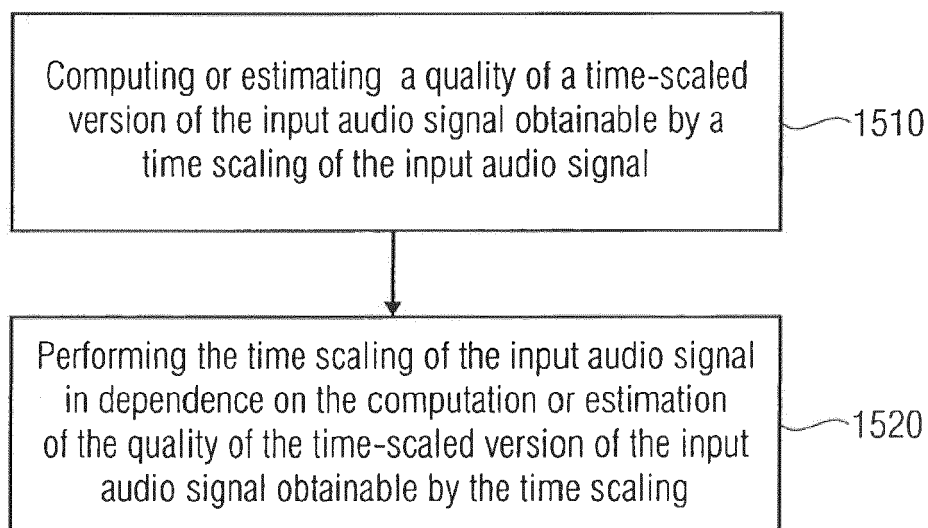 Computing or estimating a quality of a time-scaled
version of the input audio signal obtainable by a
time scaling of the input audio signal
1510
Performing the time scaling of the input audio signal
in dependence on the computation or estimation
of the quality of the time-scaled version of the input
audio signal obtainable by the time scaling
1520